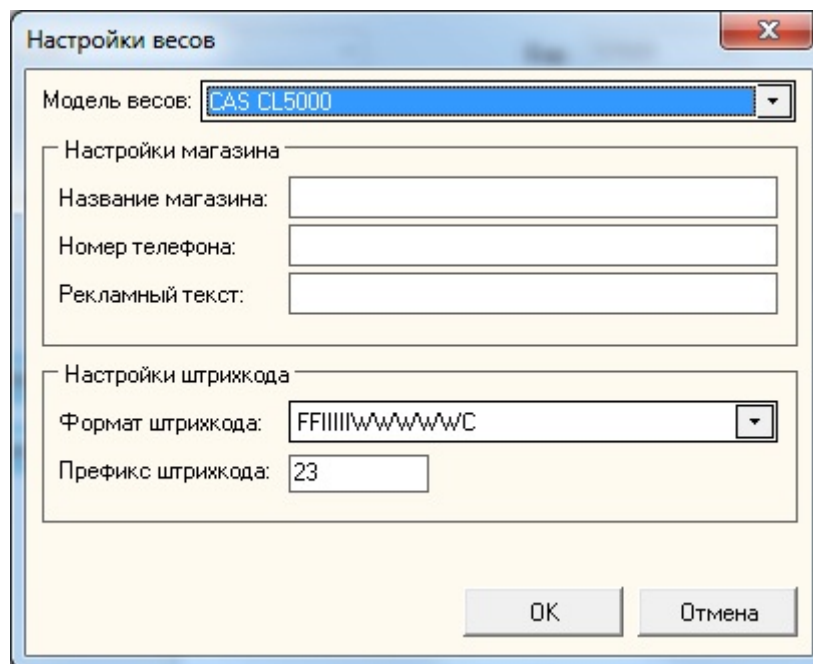 Настройки весов
Модель весов: CAS CL5000
Настройки магазина
Название магазина:
Номер телефона:
Рекламный текст:
Настройки штрихкода
Формат штрихкода: FFIIIIIWWWWWC
Префикс штрихкода: 23
OK Отмена